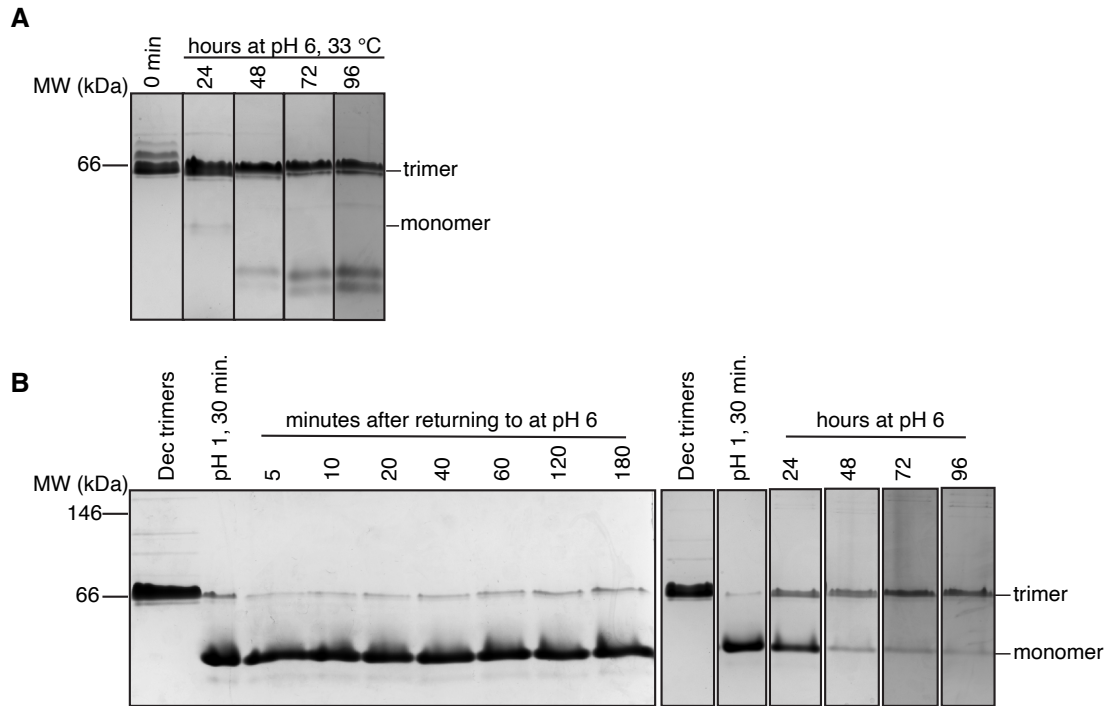 A
hours at pH 6, 33 °C
0 min 24 48 72 96
MW (kDa)
66
trimer
monomer
B
Dec trimers pH 1, 30 min. minutes after returning to at pH 6 Dec trimers pH 1, 30 min. hours at pH 6
5 10 20 40 60 120 180 24 48 72 96
MW (kDa)
146
66
trimer
monomer